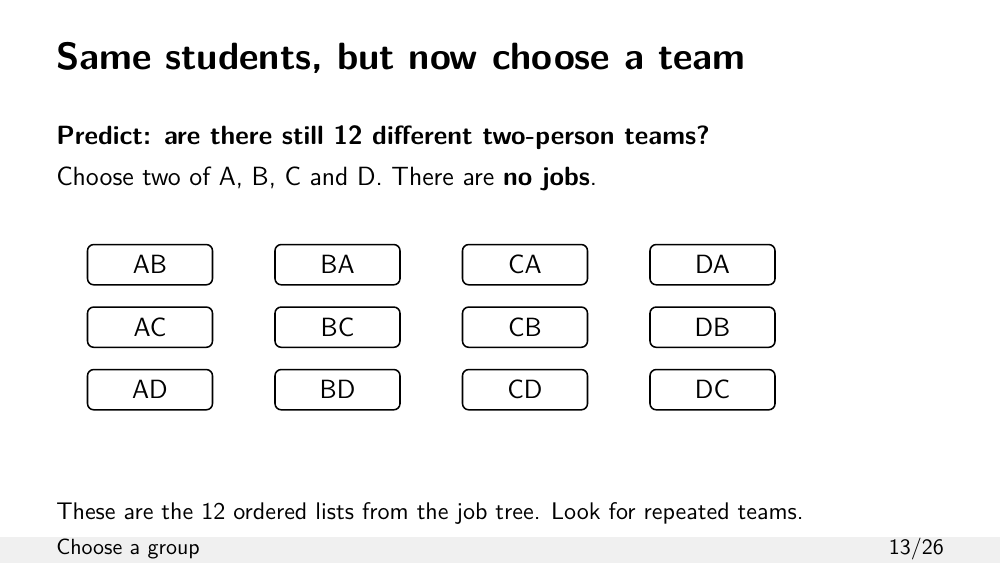 Same students, but now choose a team
Predict: are there still 12 different two-person teams?
Choose two of A, B, C and D. There are no jobs.
AB BA CA DA
AC BC CB DB
AD BD CD DC
These are the 12 ordered lists from the job tree. Look for repeated teams.
Choose a group 13/26